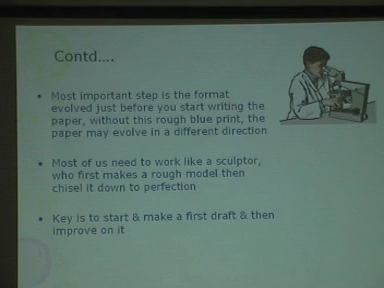 Contd....
• Most important step is the format
evolved just before you start writing the
paper, without this rough blue print, the
paper may evolve in a different direction
• Most of us need to work like a sculptor,
who first makes a rough model then
chisel it down to perfection
• Key is to start & make a first draft & then
improve on it